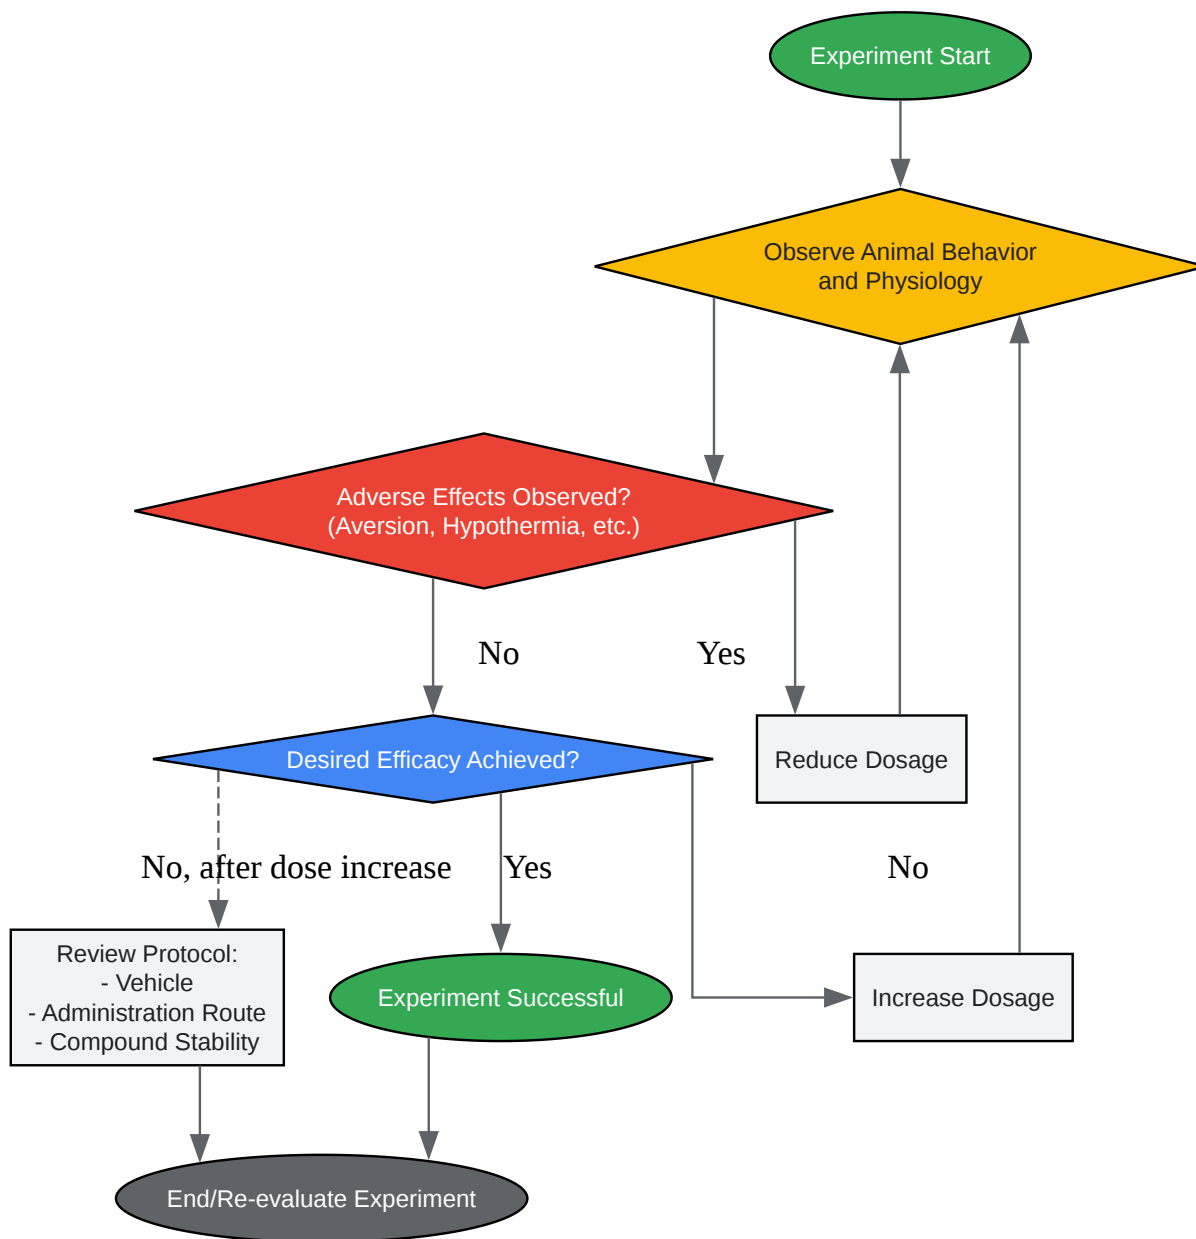 Experiment Start
Observe Animal Behavior
and Physiology
Adverse Effects Observed?
(Aversion, Hypothermia, etc.)
No
Yes
Desired Efficacy Achieved?
Reduce Dosage
No, after dose increase
Yes
No
Review Protocol:
- Vehicle
- Administration Route
- Compound Stability
Experiment Successful
Increase Dosage
End/Re-evaluate Experiment